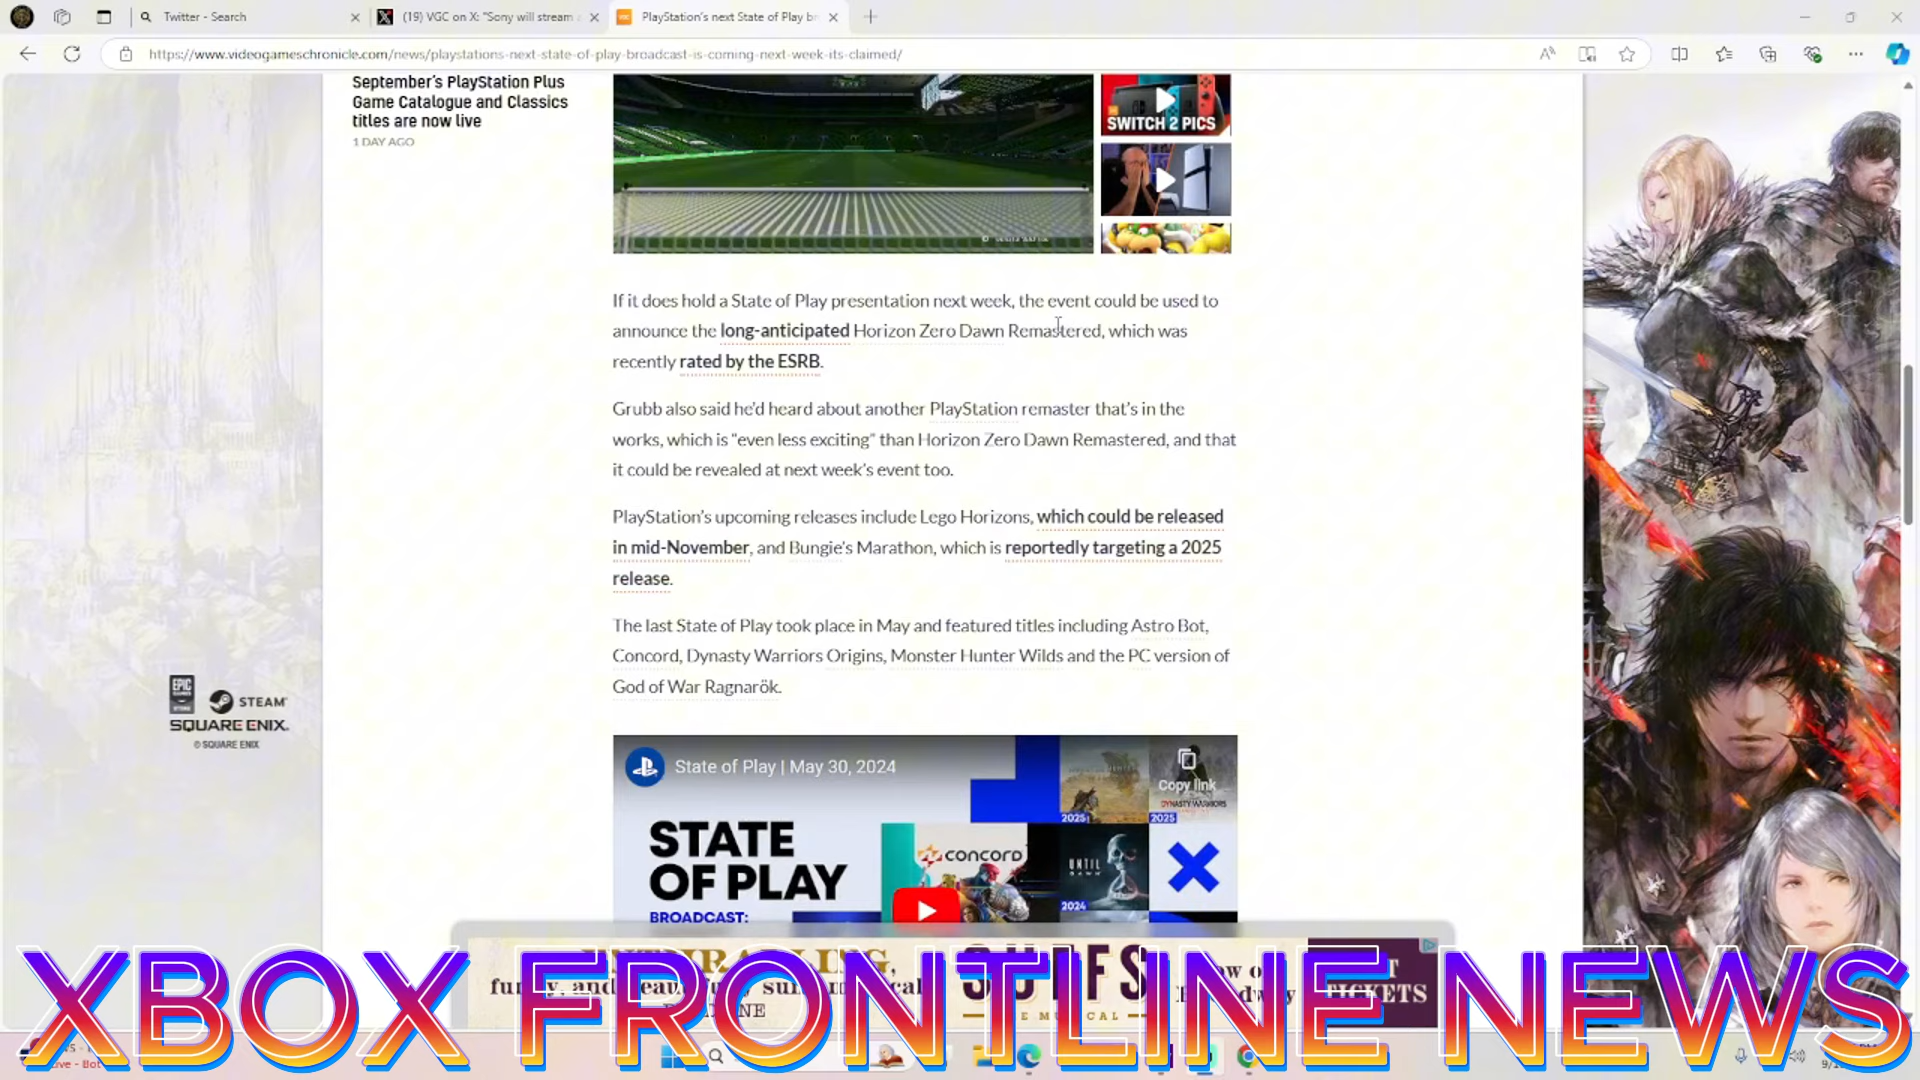 Twitter - Search
(19) VGC on X: "Sony will stream
PlayStation's next State of Play br
https://www.videogameschronicle.com/news/playstations-next-state-of-play-broadcast-is-coming-next-week-its-claimed/
September's PlayStation Plus
Game Catalogue and Classics
titles are now live
1 DAY AGO
SWITCH 2 PICS
If it does hold a State of Play presentation next week, the event could be used to
announce the long-anticipated Horizon Zero Dawn Remastered, which was
recently rated by the ESRB.
Grubb also said he'd heard about another PlayStation remaster that's in the
works, which is "even less exciting" than Horizon Zero Dawn Remastered, and that
it could be revealed at next week's event too.
PlayStation's upcoming releases include Lego Horizons, which could be released
in mid-November, and Bungie's Marathon, which is reportedly targeting a 2025
release.
The last State of Play took place in May and featured titles including Astro Bot,
Concord, Dynasty Warriors Origins, Monster Hunter Wilds and the PC version of
God of War Ragnarök.
EPIC
GAMES
STEAM
SQUARE ENIX
© SQUARE ENIX
State of Play | May 30, 2024
Copy link
DYNASTY WARRIORS
2025
2025
STATE
OF PLAY
BROADCAST:
CONCORD
UNTIL
DAWN
2024
SUFFS
TICKETS
XBOX FRONTLINE NEWS